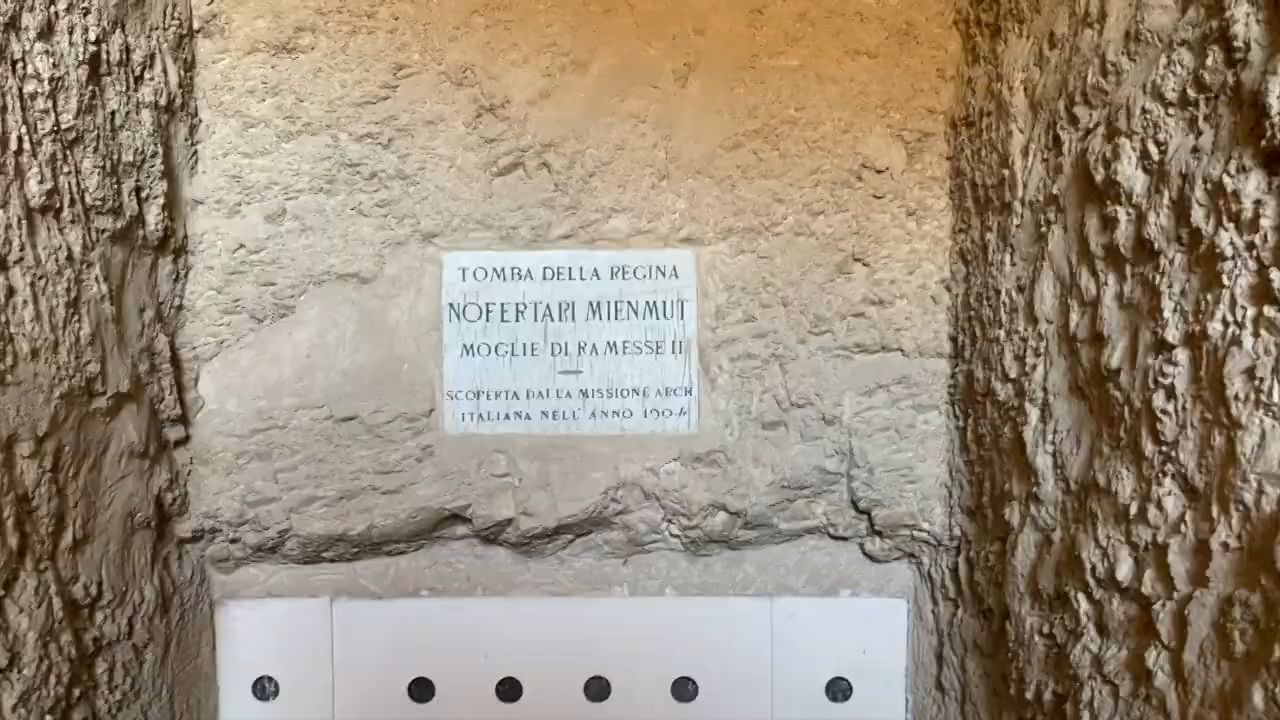 TOMBA DELLA REGINA
NOFERTARI MIENMUT
MOGLIE DI RAMESSE II
SCOPERTA DALLA MISSIONE ARCH
ITALIANA NELL' ANNO 1904